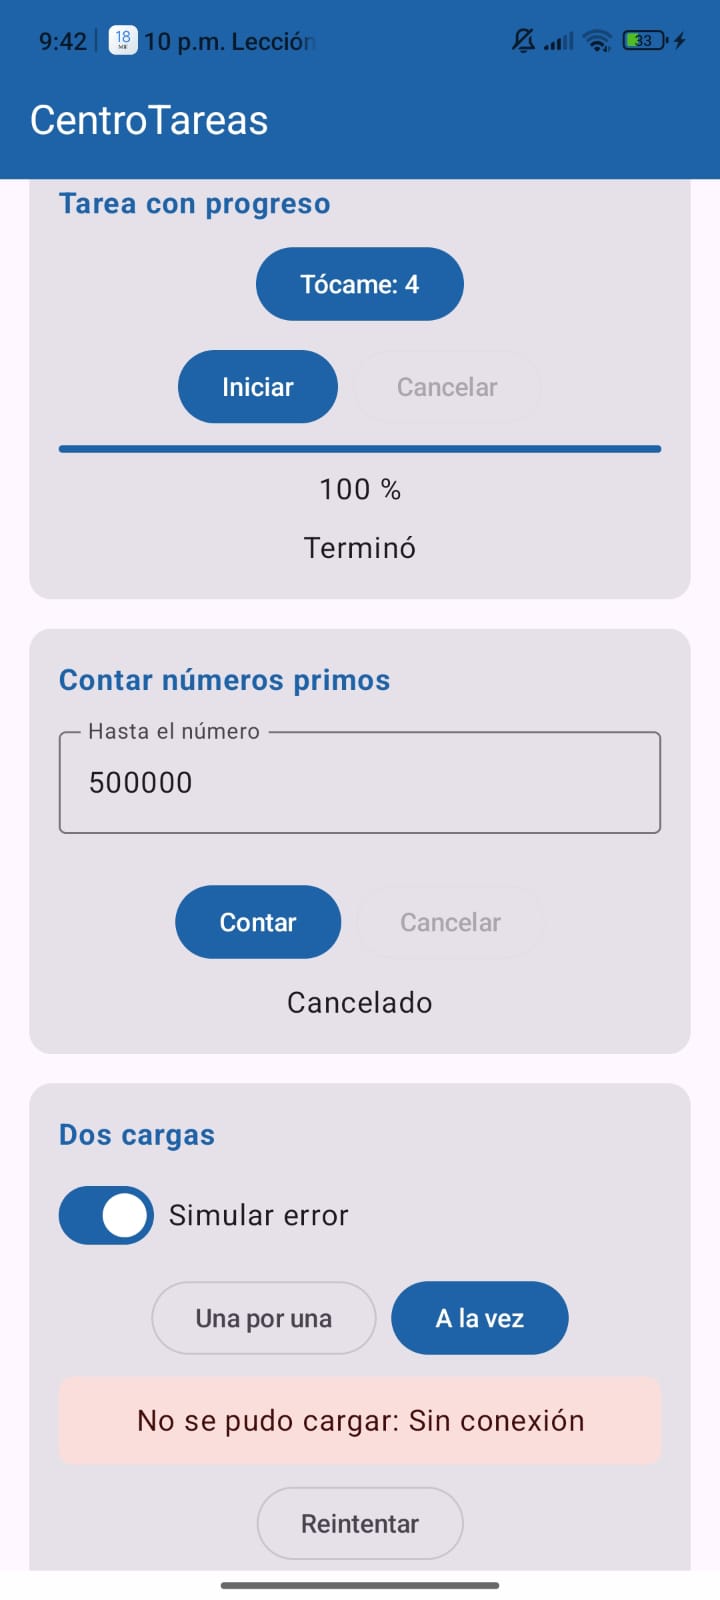 9:42 18 10 p.m. Lección 33
CentroTareas
Tarea con progreso
Tócame: 4
Iniciar Cancelar
100 %
Terminó
Contar números primos
Hasta el número
500000
Contar Cancelar
Cancelado
Dos cargas
Simular error
Una por una A la vez
No se pudo cargar: Sin conexión
Reintentar